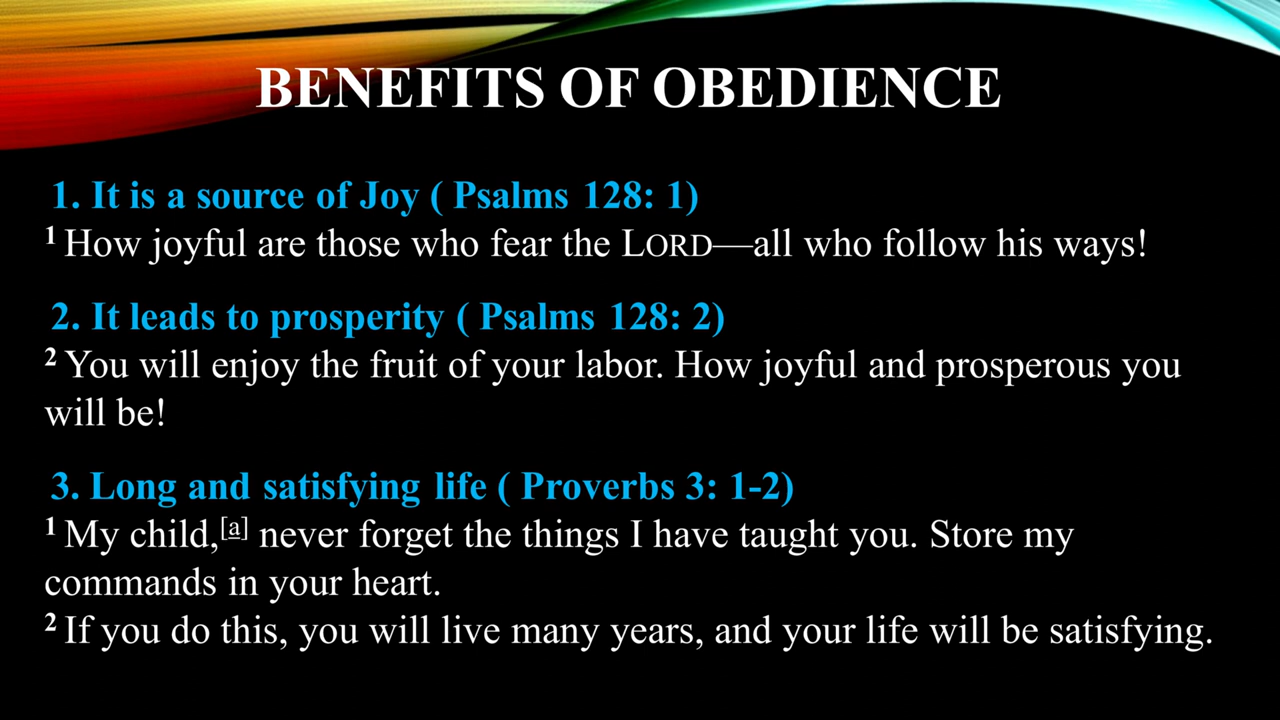 BENEFITS OF OBEDIENCE
1. It is a source of Joy ( Psalms 128: 1)
1 How joyful are those who fear the LORD—all who follow his ways!
2. It leads to prosperity ( Psalms 128: 2)
2 You will enjoy the fruit of your labor. How joyful and prosperous you
will be!
3. Long and satisfying life ( Proverbs 3: 1-2)
1 My child,[a] never forget the things I have taught you. Store my
commands in your heart.
2 If you do this, you will live many years, and your life will be satisfying.